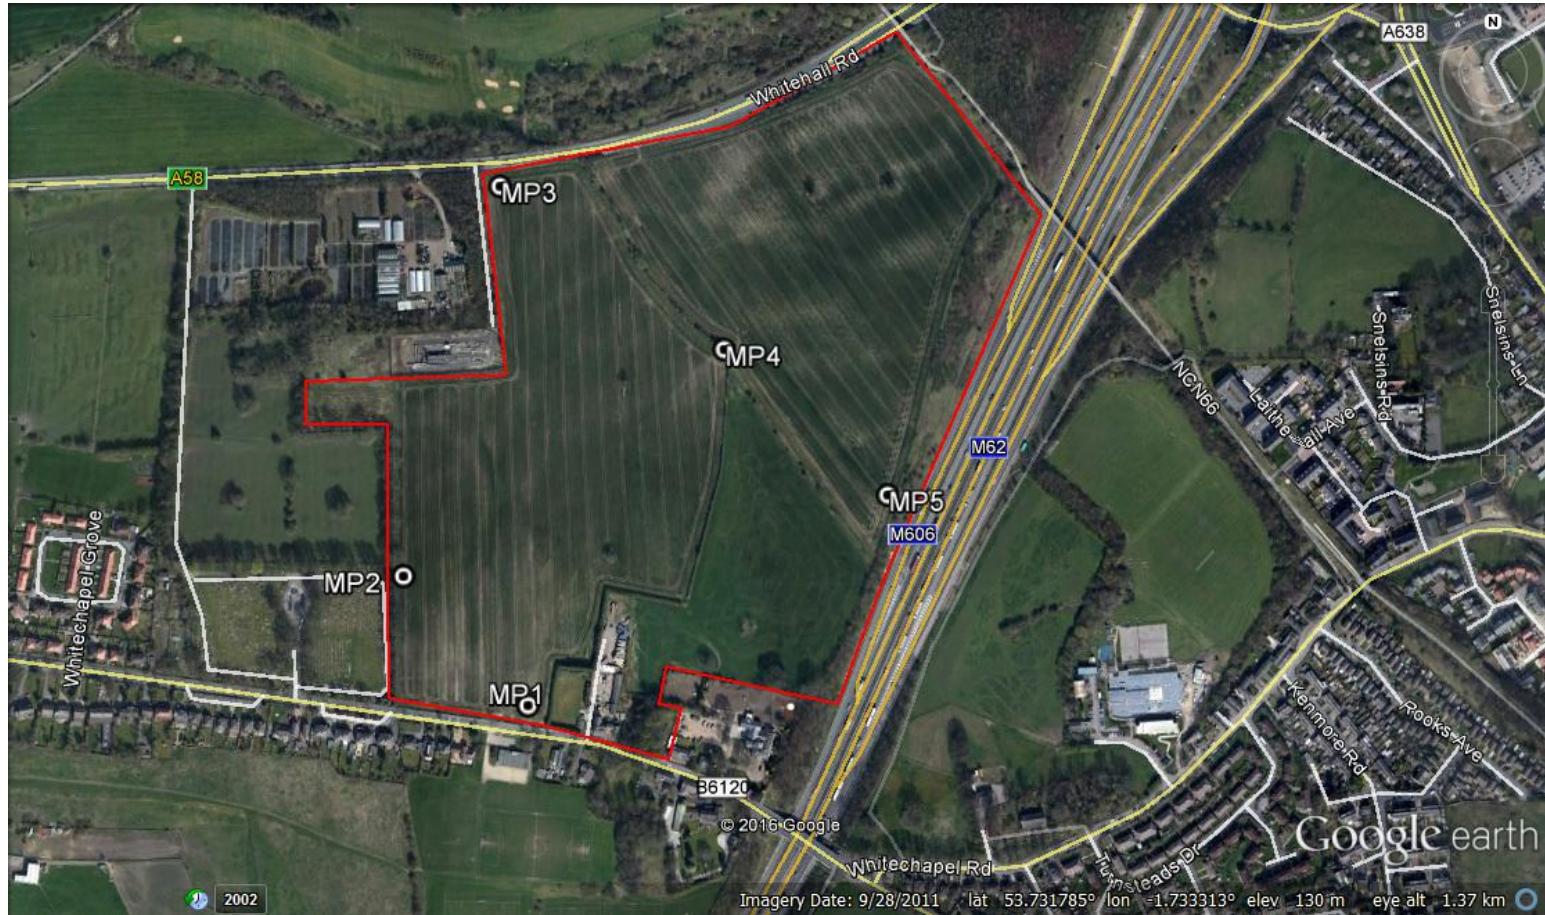 A638
N
Whitehall Rd
A58
MP3
Snelsins Ln
Snelsins Rd
MP4
NCN66
Laithe Hall Ave
M62
MP5
M606
Whitechapel Grove
MP2
MP1
Kenmore Rd
Rooks Ave
B6120
© 2016 Google
Google earth
Whitechapel Rd
Turnsteads Dr
2002
Imagery Date: 9/28/2011 lat 53.731785° lon -1.733313° elev 130 m eye alt 1.37 km